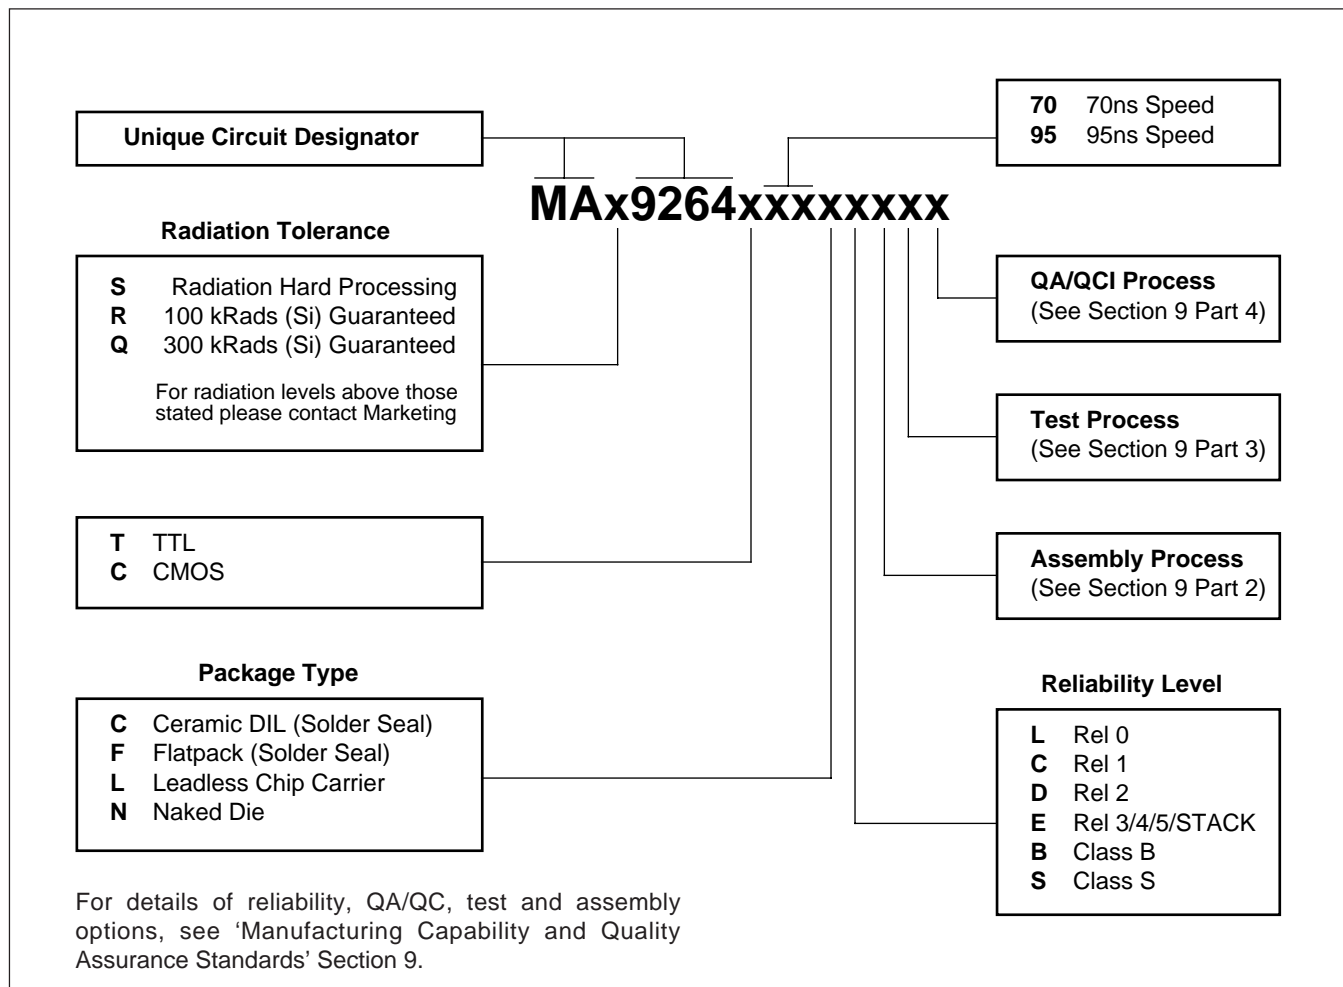 Unique Circuit Designator
70 70ns Speed
95 95ns Speed
MAx9264xxxxxxxx
Radiation Tolerance
S Radiation Hard Processing
R 100 kRads (Si) Guaranteed
Q 300 kRads (Si) Guaranteed
For radiation levels above those
stated please contact Marketing
QA/QCI Process
(See Section 9 Part 4)
Test Process
(See Section 9 Part 3)
T TTL
C CMOS
Assembly Process
(See Section 9 Part 2)
Package Type
C Ceramic DIL (Solder Seal)
F Flatpack (Solder Seal)
L Leadless Chip Carrier
N Naked Die
Reliability Level
L Rel 0
C Rel 1
D Rel 2
E Rel 3/4/5/STACK
B Class B
S Class S
For details of reliability, QA/QC, test and assembly
options, see ‘Manufacturing Capability and Quality
Assurance Standards’ Section 9.